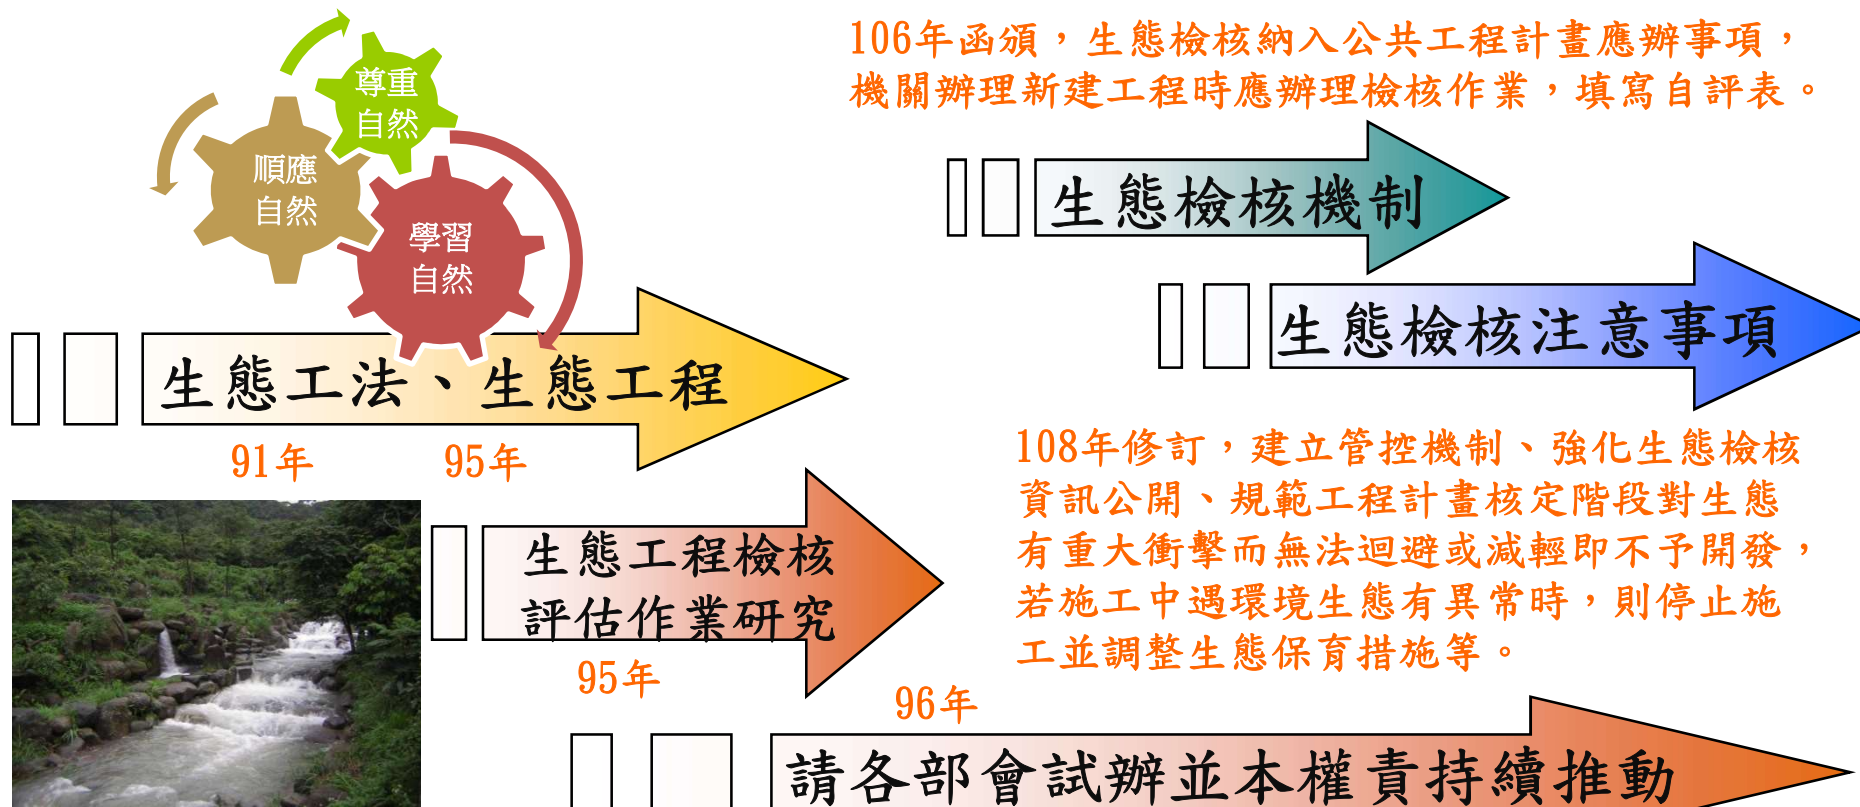 尊重
自然
順應
自然
學習
自然
生態工法、生態工程
91年
95年
生態工程檢核
評估作業研究
95年
96年
請各部會試辦並本權責持續推動
106年函頒，生態檢核納入公共工程計畫應辦事項，
機關辦理新建工程時應辦理檢核作業，填寫自評表。
生態檢核機制
生態檢核注意事項
108年修訂，建立管控機制、強化生態檢核
資訊公開、規範工程計畫核定階段對生態
有重大衝擊而無法迴避或減輕即不予開發，
若施工中遇環境生態有異常時，則停止施
工並調整生態保育措施等。